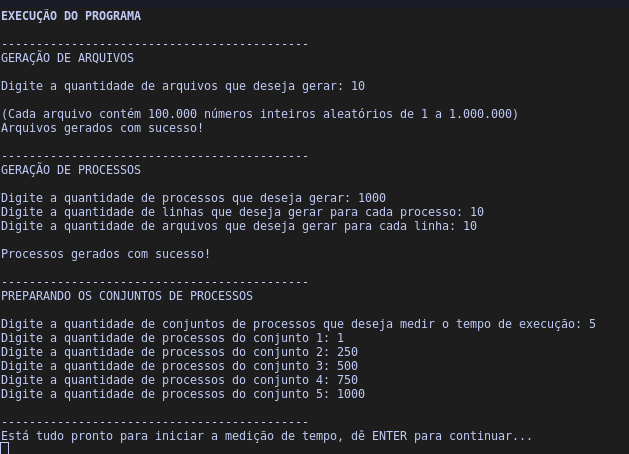 EXECUÇÃO DO PROGRAMA
--------------------------------------------
GERAÇÃO DE ARQUIVOS
Digite a quantidade de arquivos que deseja gerar: 10
(Cada arquivo contém 100.000 números inteiros aleatórios de 1 a 1.000.000)
Arquivos gerados com sucesso!
--------------------------------------------
GERAÇÃO DE PROCESSOS
Digite a quantidade de processos que deseja gerar: 1000
Digite a quantidade de linhas que deseja gerar para cada processo: 10
Digite a quantidade de arquivos que deseja gerar para cada linha: 10
Processos gerados com sucesso!
--------------------------------------------
PREPARANDO OS CONJUNTOS DE PROCESSOS
Digite a quantidade de conjuntos de processos que deseja medir o tempo de execução: 5
Digite a quantidade de processos do conjunto 1: 1
Digite a quantidade de processos do conjunto 2: 250
Digite a quantidade de processos do conjunto 3: 500
Digite a quantidade de processos do conjunto 4: 750
Digite a quantidade de processos do conjunto 5: 1000
--------------------------------------------
Está tudo pronto para iniciar a medição de tempo, dê ENTER para continuar...